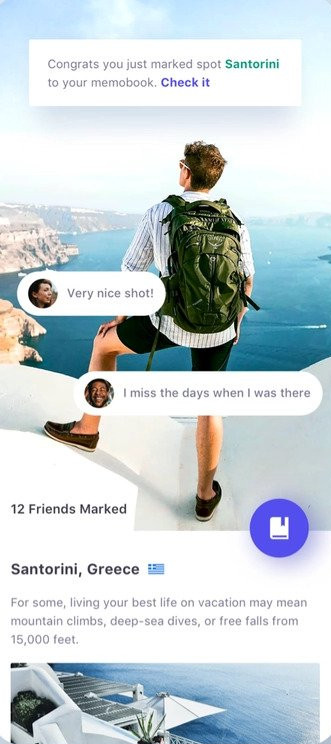 Congrats you just marked spot Santorini
to your memobook. Check it
Very nice shot!
I miss the days when I was there
12 Friends Marked
Santorini, Greece
For some, living your best life on vacation may mean
mountain climbs, deep-sea dives, or free falls from
15,000 feet.